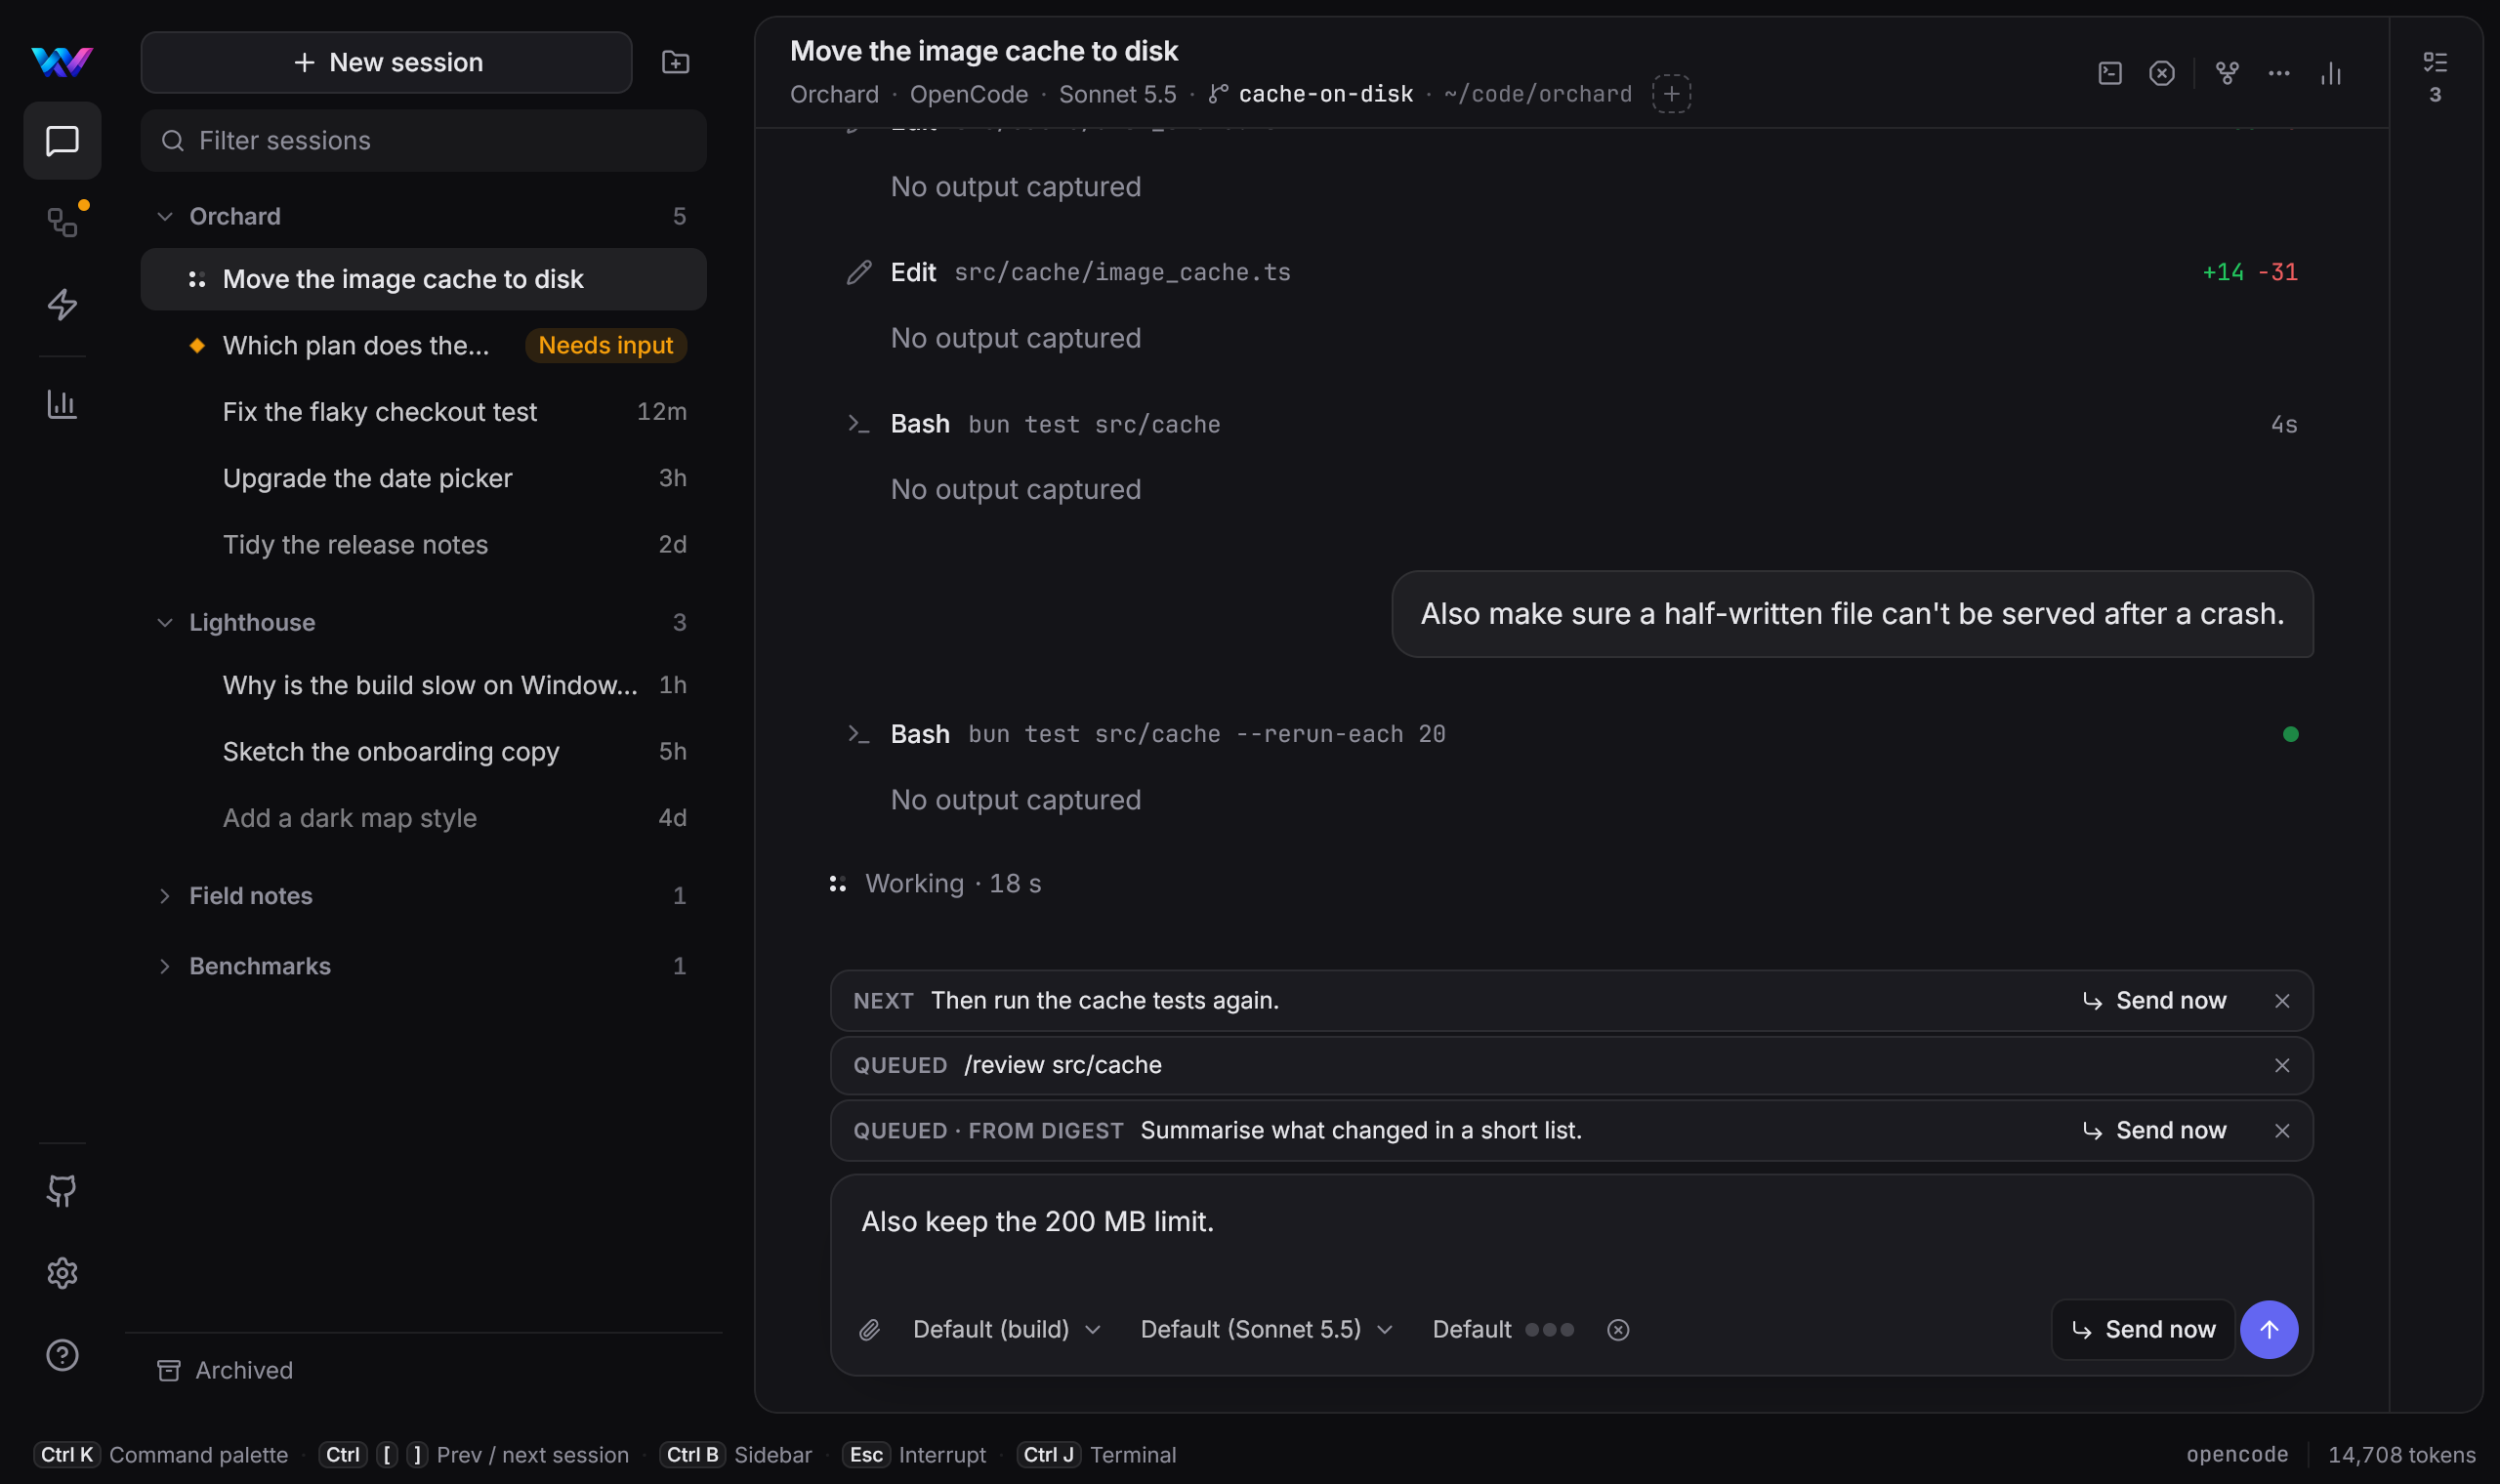 New session
Filter sessions
Orchard 5
Move the image cache to disk
Which plan does the... Needs input
Fix the flaky checkout test 12m
Upgrade the date picker 3h
Tidy the release notes 2d
Lighthouse 3
Why is the build slow on Window... 1h
Sketch the onboarding copy 5h
Add a dark map style 4d
Field notes 1
Benchmarks 1
Archived
Move the image cache to disk
Orchard · OpenCode · Sonnet 5.5 · cache-on-disk · ~/code/orchard
3
No output captured
Edit src/cache/image_cache.ts +14 -31
No output captured
Bash bun test src/cache 4s
No output captured
Also make sure a half-written file can't be served after a crash.
Bash bun test src/cache --rerun-each 20
No output captured
Working · 18 s
NEXT Then run the cache tests again. Send now
QUEUED /review src/cache
QUEUED · FROM DIGEST Summarise what changed in a short list. Send now
Also keep the 200 MB limit.
Default (build) Default (Sonnet 5.5) Default Send now
Ctrl K Command palette · Ctrl [ ] Prev / next session · Ctrl B Sidebar · Esc Interrupt · Ctrl J Terminal
opencode 14,708 tokens